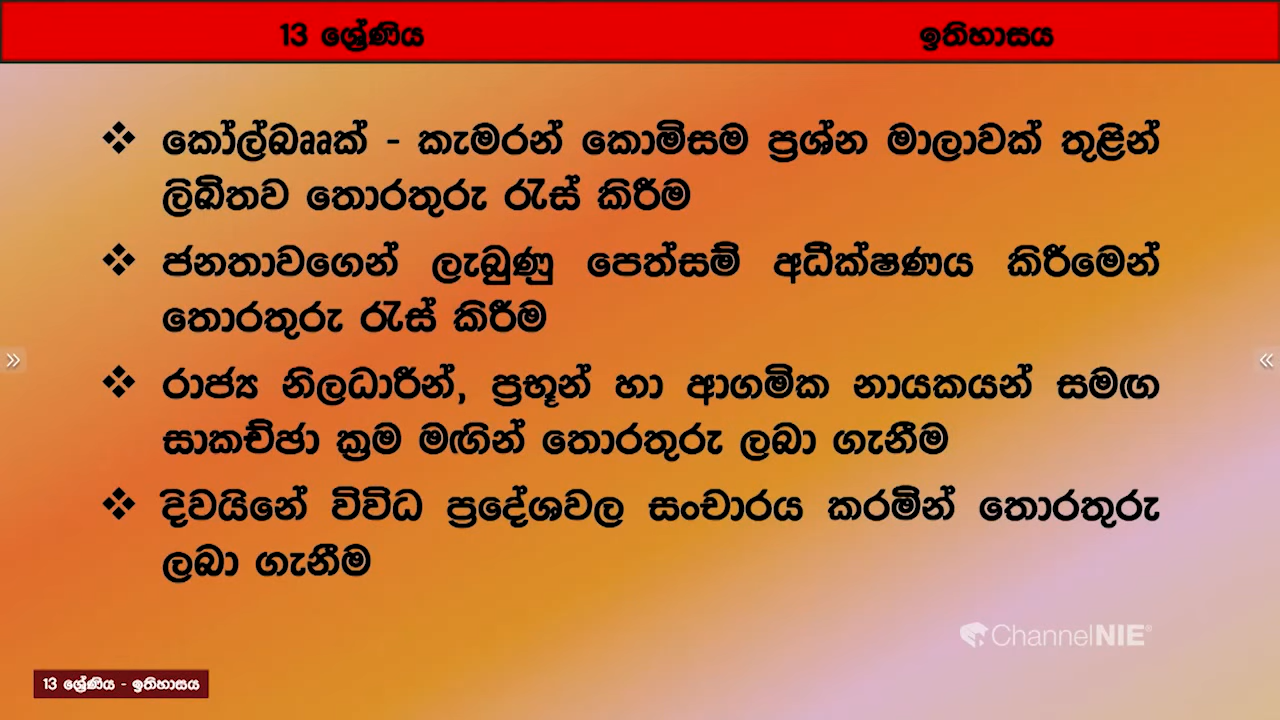 13 ශ්‍රේණිය ඉතිහාසය
❖ කෝල්බෲක් - කැමරන් කොමිසම ප්‍රශ්න මාලාවක් තුළින්
ලිඛිතව තොරතුරු රැස් කිරීම
❖ ජනතාවගෙන් ලැබුණු පෙත්සම් අධීක්ෂණය කිරීමෙන්
තොරතුරු රැස් කිරීම
❖ රාජ්‍ය නිලධාරීන්, ප්‍රභූන් හා ආගමික නායකයන් සමඟ
සාකච්ඡා ක්‍රම මඟින් තොරතුරු ලබා ගැනීම
❖ දිවයිනේ විවිධ ප්‍රදේශවල සංචාරය කරමින් තොරතුරු
ලබා ගැනීම
ChannelNIE®
13 ශ්‍රේණිය - ඉතිහාසය